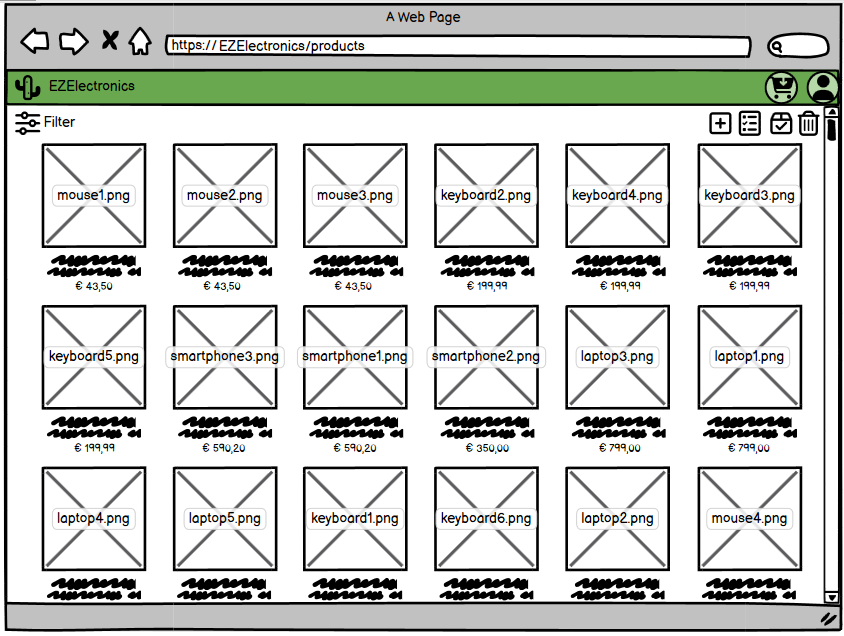 A Web Page
https:// EZElectronics/products
EZElectronics
Filter
mouse1.png mouse2.png mouse3.png keyboard2.png keyboard4.png keyboard3.png
€ 43,50 € 43,50 € 43,50 € 199,99 € 199,99 € 199,99
keyboard5.png smartphone3.png smartphone1.png smartphone2.png laptop3.png laptop1.png
€ 199,99 € 590,20 € 590,20 € 350,00 € 799,00 € 799,00
laptop4.png laptop5.png keyboard1.png keyboard6.png laptop2.png mouse4.png